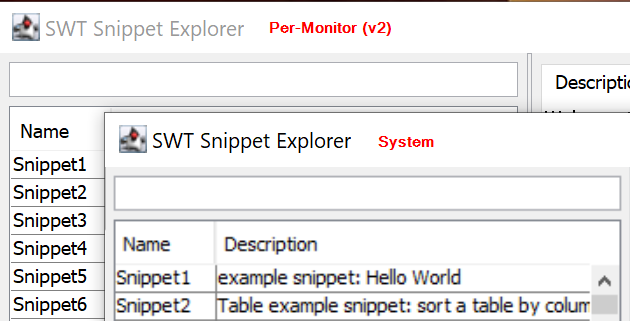 SWT Snippet Explorer Per-Monitor (v2)
Description
Name
Snippet1
Snippet2
Snippet3
Snippet4
Snippet5
Snippet6
SWT Snippet Explorer System
Name Description
Snippet1 example snippet: Hello World
Snippet2 Table example snippet: sort a table by colum